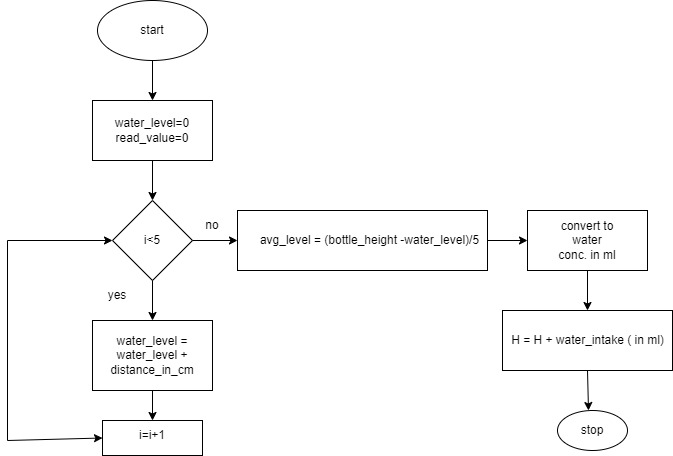 start
water_level=0
read_value=0
i<5
no
avg_level = (bottle_height -water_level)/5
convert to
water
conc. in ml
yes
water_level =
water_level +
distance_in_cm
H = H + water_intake ( in ml)
i=i+1
stop